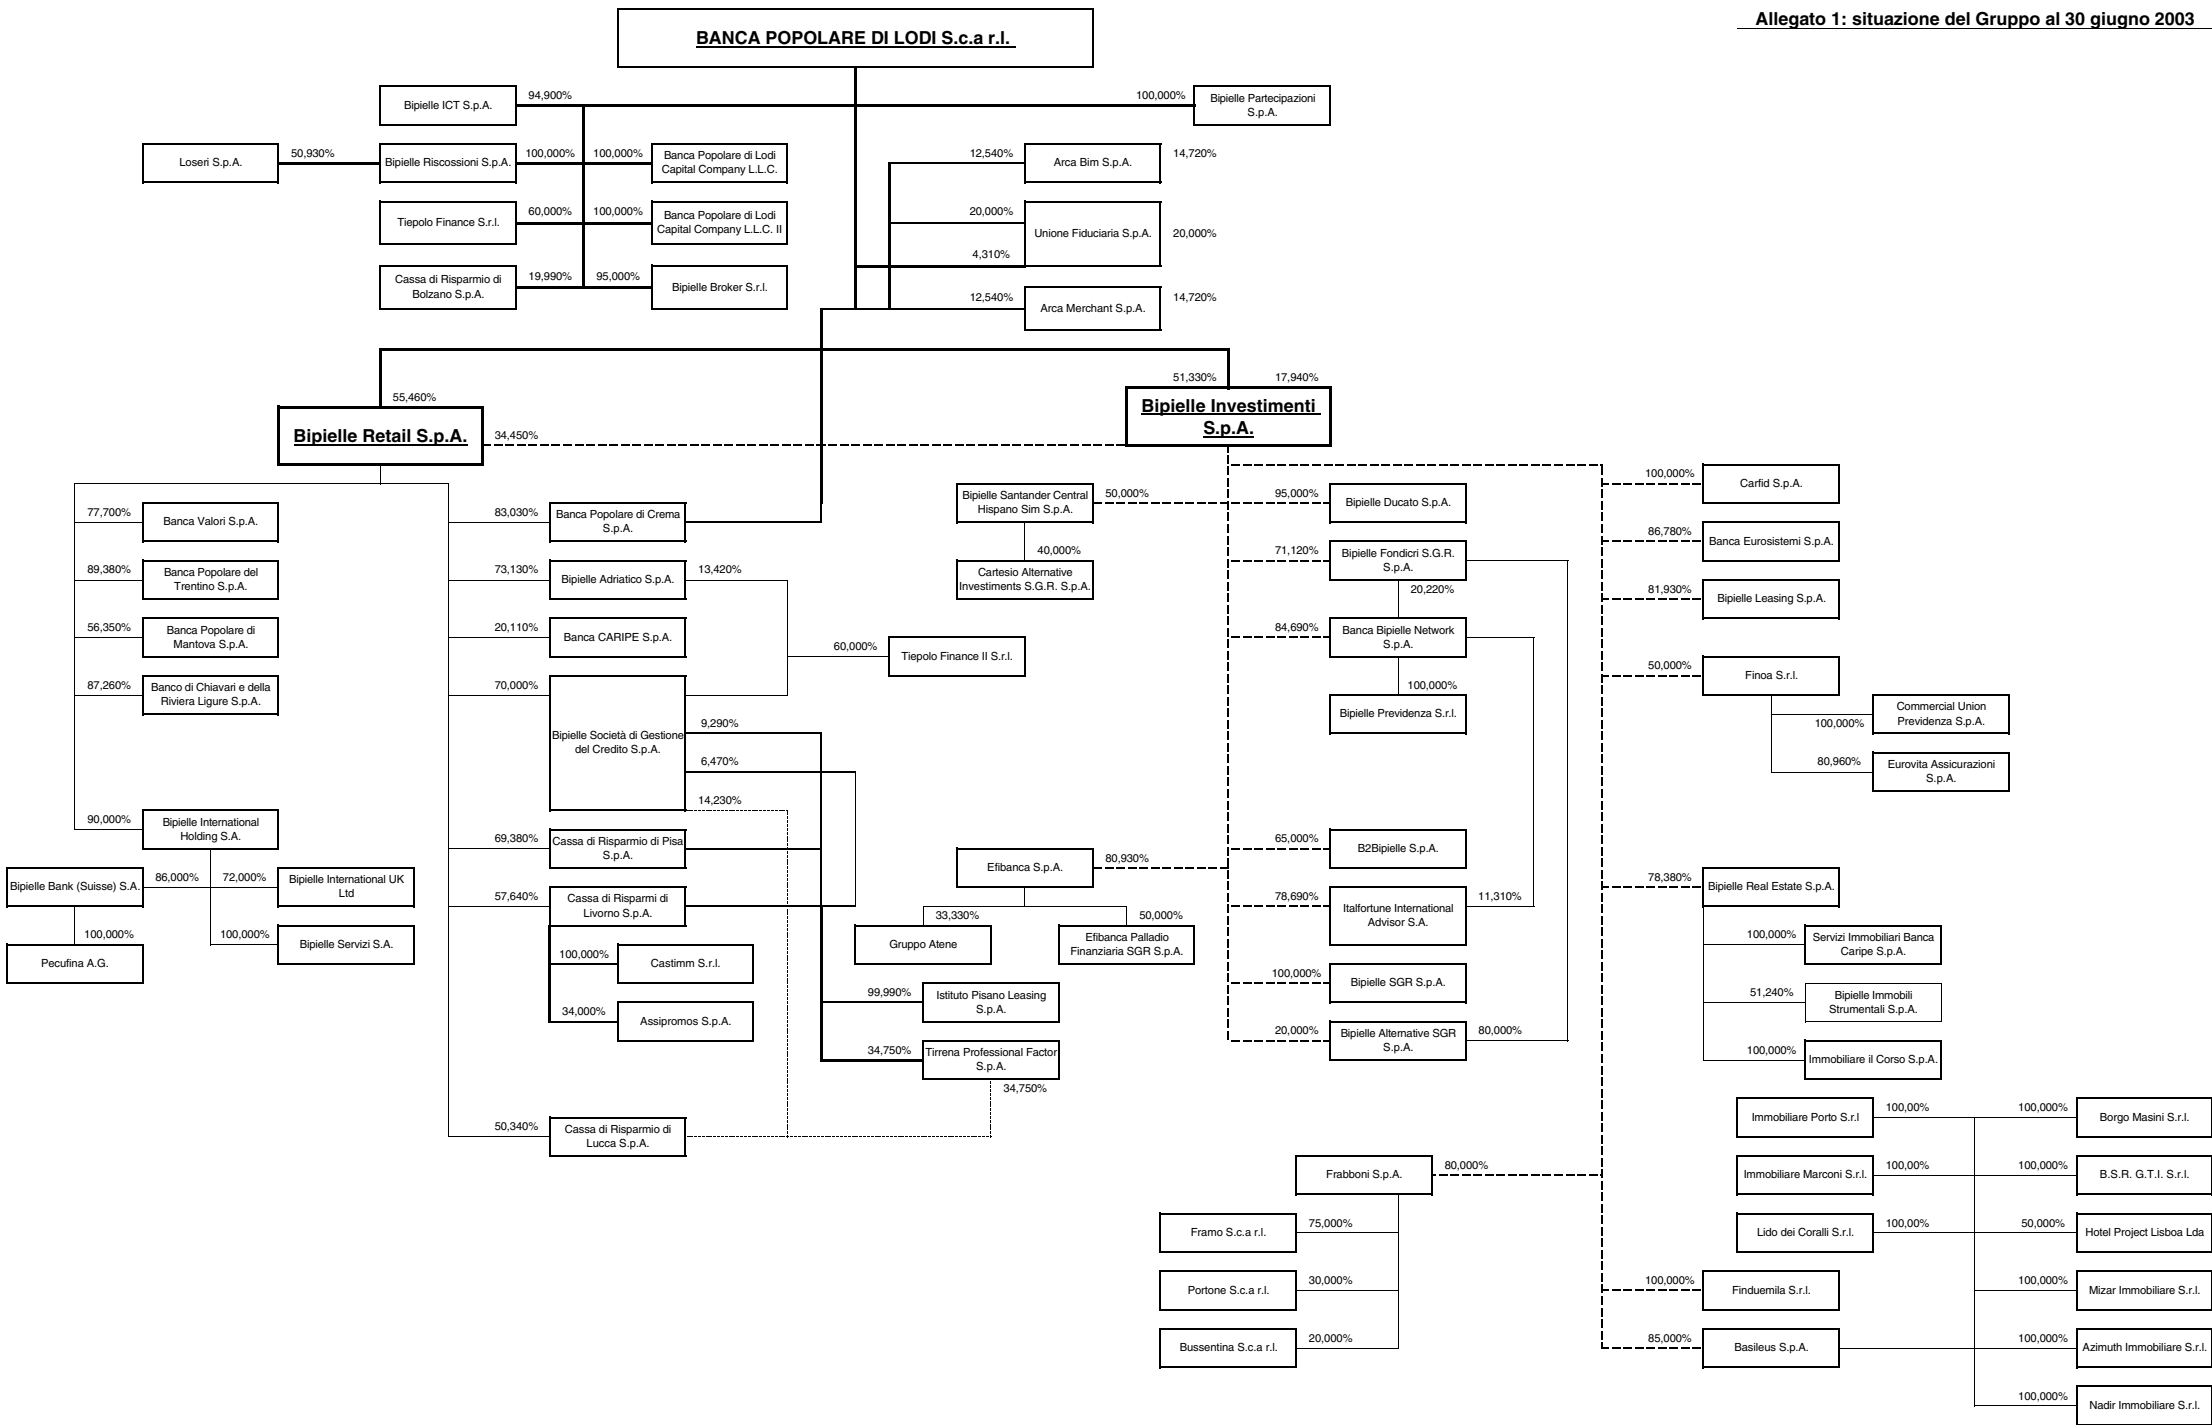 Allegato 1: situazione del Gruppo al 30 giugno 2003
BANCA POPOLARE DI LODI S.c.a r.l.
Bipielle ICT S.p.A.
94,900%
100,000%
Bipielle Partecipazioni
S.p.A.
Loseri S.p.A.
50,930%
Bipielle Riscossioni S.p.A.
100,000%
100,000%
Banca Popolare di Lodi
Capital Company L.L.C.
12,540%
Arca Bim S.p.A.
14,720%
Tiepolo Finance S.r.l.
60,000%
100,000%
Banca Popolare di Lodi
Capital Company L.L.C. II
20,000%
Unione Fiduciaria S.p.A.
20,000%
4,310%
Cassa di Risparmio di
Bolzano S.p.A.
19,990%
95,000%
Bipielle Broker S.r.l.
12,540%
Arca Merchant S.p.A.
14,720%
55,460%
Bipielle Retail S.p.A.
34,450%
51,330%
17,940%
Bipielle Investimenti
S.p.A.
77,700%
Banca Valori S.p.A.
89,380%
Banca Popolare del
Trentino S.p.A.
56,350%
Banca Popolare di
Mantova S.p.A.
87,260%
Banco di Chiavari e della
Riviera Ligure S.p.A.
90,000%
Bipielle International
Holding S.A.
Bipielle Bank (Suisse) S.A.
86,000%
72,000%
Bipielle International UK
Ltd
100,000%
Pecufina A.G.
100,000%
Bipielle Servizi S.A.
83,030%
Banca Popolare di Crema
S.p.A.
73,130%
Bipielle Adriatico S.p.A.
13,420%
20,110%
Banca CARIPE S.p.A.
60,000%
Tiepolo Finance II S.r.l.
70,000%
Bipielle Società di Gestione
del Credito S.p.A.
9,290%
6,470%
14,230%
69,380%
Cassa di Risparmio di Pisa
S.p.A.
57,640%
Cassa di Risparmi di
Livorno S.p.A.
100,000%
Castimm S.r.l.
34,000%
Assipromos S.p.A.
50,340%
Cassa di Risparmio di
Lucca S.p.A.
Bipielle Santander Central
Hispano Sim S.p.A.
50,000%
40,000%
Cartesio Alternative
Investments S.G.R. S.p.A.
Efibanca S.p.A.
80,930%
33,330%
Gruppo Atene
50,000%
Efibanca Palladio
Finanziaria SGR S.p.A.
99,990%
Istituto Pisano Leasing
S.p.A.
34,750%
Tirrena Professional Factor
S.p.A.
34,750%
95,000%
Bipielle Ducato S.p.A.
71,120%
Bipielle Fondicri S.G.R.
S.p.A.
20,220%
84,690%
Banca Bipielle Network
S.p.A.
100,000%
Bipielle Previdenza S.r.l.
65,000%
B2Bipielle S.p.A.
78,690%
Italfortune International
Advisor S.A.
11,310%
100,000%
Bipielle SGR S.p.A.
20,000%
Bipielle Alternative SGR
S.p.A.
80,000%
Frabboni S.p.A.
80,000%
Framo S.c.a r.l.
75,000%
Portone S.c.a r.l.
30,000%
Bussentina S.c.a r.l.
20,000%
100,000%
Carfid S.p.A.
86,780%
Banca Eurosistemi S.p.A.
81,930%
Bipielle Leasing S.p.A.
50,000%
Finoa S.r.l.
100,000%
Commercial Union
Previdenza S.p.A.
80,960%
Eurovita Assicurazioni
S.p.A.
78,380%
Bipielle Real Estate S.p.A.
100,000%
Servizi Immobiliari Banca
Caripe S.p.A.
51,240%
Bipielle Immobili
Strumentali S.p.A.
100,000%
Immobiliare il Corso S.p.A.
Immobiliare Porto S.r.l
100,00%
100,000%
Borgo Masini S.r.l.
Immobiliare Marconi S.r.l.
100,00%
100,000%
B.S.R. G.T.I. S.r.l.
Lido dei Coralli S.r.l.
100,00%
50,000%
Hotel Project Lisboa Lda
100,000%
Finduemila S.r.l.
100,000%
Mizar Immobiliare S.r.l.
85,000%
Basileus S.p.A.
100,000%
Azimuth Immobiliare S.r.l.
100,000%
Nadir Immobiliare S.r.l.